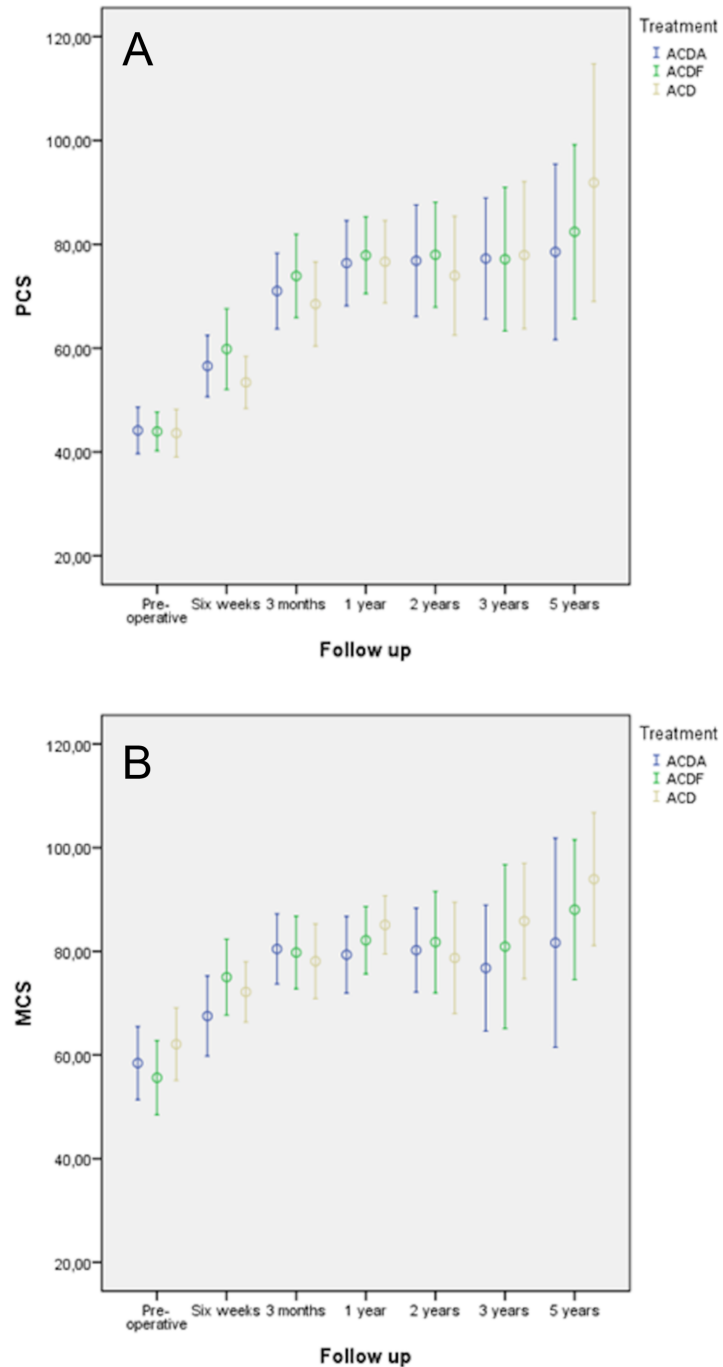 A
Treatment
ACDA
ACDF
ACD
120,00
100,00
80,00
60,00
40,00
20,00
PCS
Pre-operative Six weeks 3 months 1 year 2 years 3 years 5 years
Follow up
B
Treatment
ACDA
ACDF
ACD
120,00
100,00
80,00
60,00
40,00
20,00
MCS
Pre-operative Six weeks 3 months 1 year 2 years 3 years 5 years
Follow up